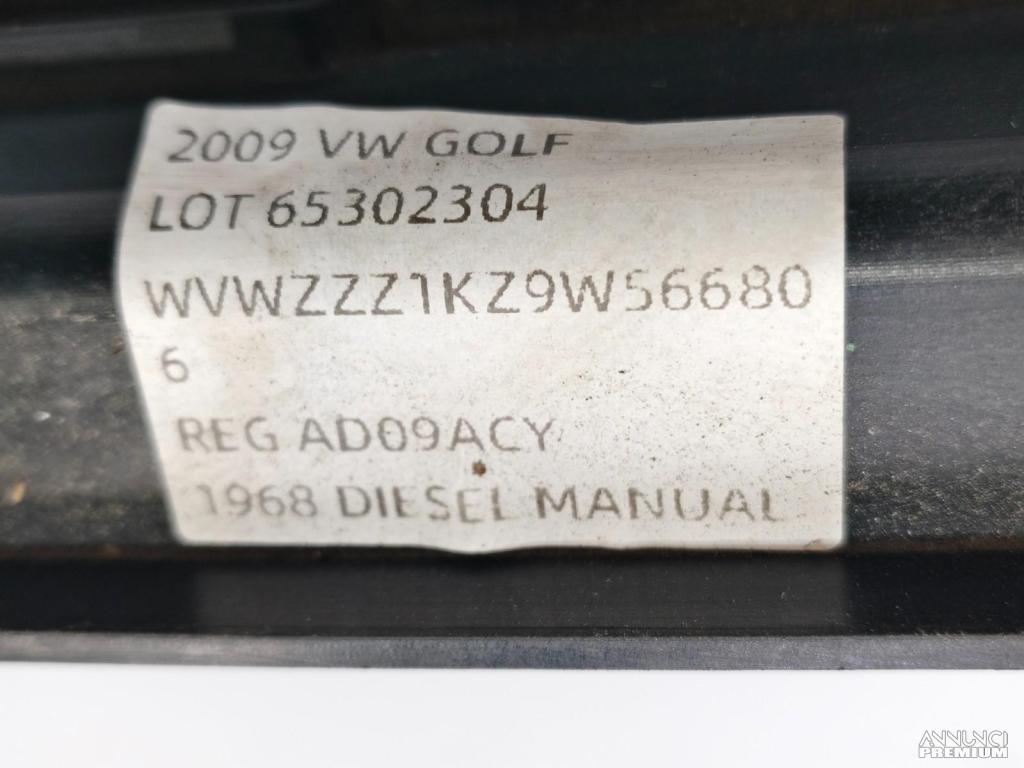 2009 VW GOLF
LOT 65302304
WVWZZZ1KZ9W56680
6
REG AD09ACY
1968 DIESEL MANUAL
ANNUNCI
PREMIUM